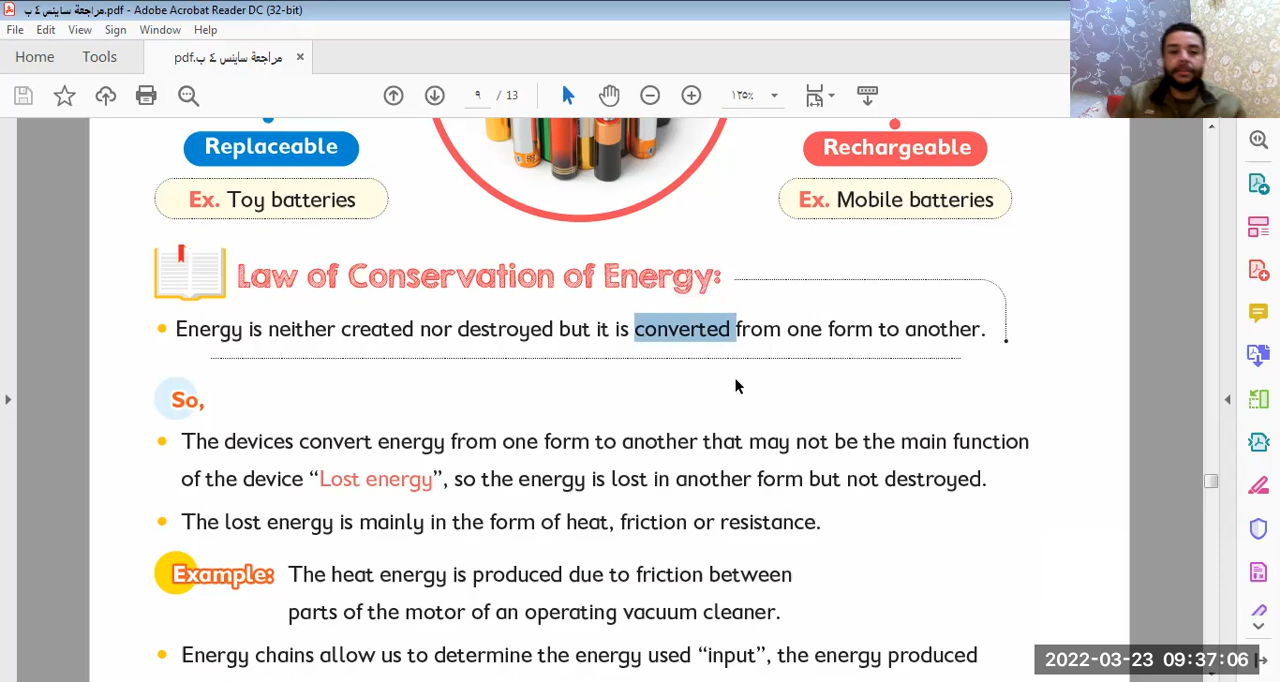 مراجعة ساينس ٤ ب.pdf - Adobe Acrobat Reader DC (32-bit)
File Edit View Sign Window Help
Home Tools مراجعة ساينس ٤ ب.pdf ×
٩ / 13 ١٢٥%
Replaceable Rechargeable
Ex. Toy batteries Ex. Mobile batteries
Law of Conservation of Energy:
• Energy is neither created nor destroyed but it is converted from one form to another.
So,
• The devices convert energy from one form to another that may not be the main function
of the device “Lost energy”, so the energy is lost in another form but not destroyed.
• The lost energy is mainly in the form of heat, friction or resistance.
Example: The heat energy is produced due to friction between
parts of the motor of an operating vacuum cleaner.
• Energy chains allow us to determine the energy used “input”, the energy produced
2022-03-23 09:37:06